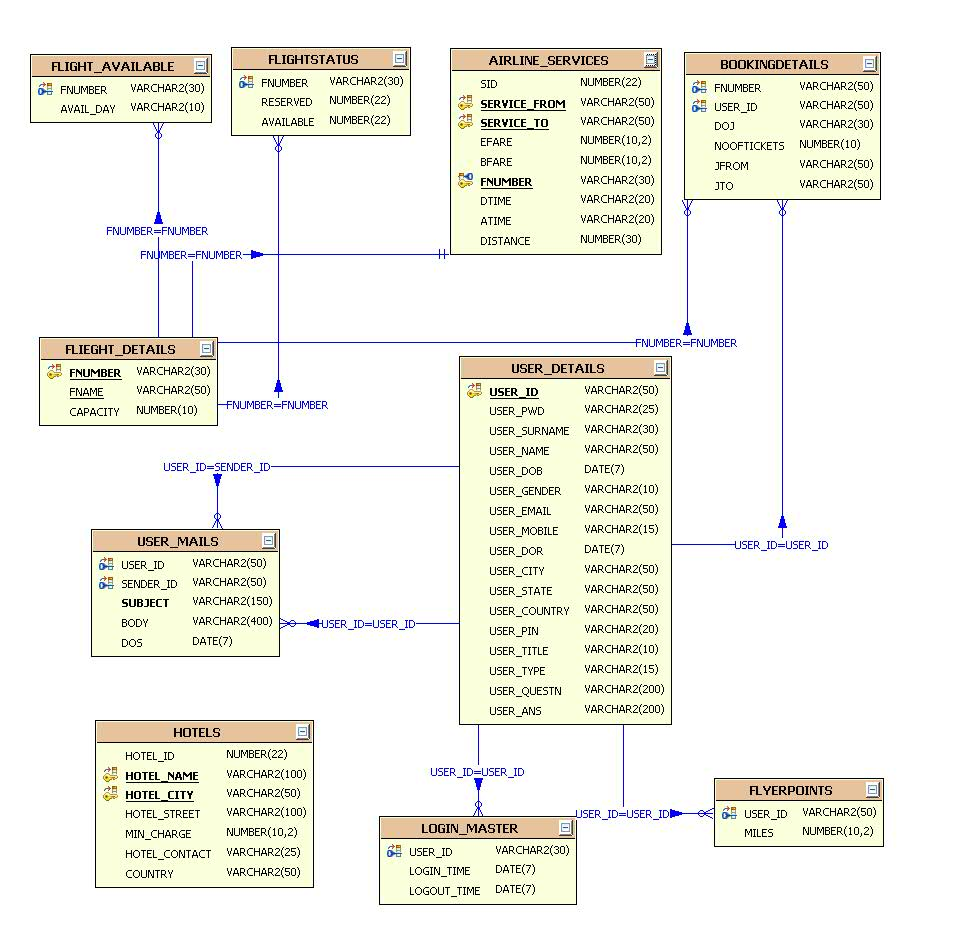 FLIGHT_AVAILABLE
FNUMBER VARCHAR2(30)
AVAIL_DAY VARCHAR2(10)
FLIGHTSTATUS
FNUMBER VARCHAR2(30)
RESERVED NUMBER(22)
AVAILABLE NUMBER(22)
AIRLINE_SERVICES
SID NUMBER(22)
SERVICE_FROM VARCHAR2(50)
SERVICE_TO VARCHAR2(50)
EFARE NUMBER(10,2)
BFARE NUMBER(10,2)
FNUMBER VARCHAR2(30)
DTIME VARCHAR2(20)
ATIME VARCHAR2(20)
DISTANCE NUMBER(30)
BOOKINGDETAILS
FNUMBER VARCHAR2(50)
USER_ID VARCHAR2(50)
DOJ VARCHAR2(30)
NOOFTICKETS NUMBER(10)
JFROM VARCHAR2(50)
JTO VARCHAR2(50)
FNUMBER=FNUMBER
FNUMBER=FNUMBER
FNUMBER=FNUMBER
FLIEGHT_DETAILS
FNUMBER VARCHAR2(30)
FNAME VARCHAR2(50)
CAPACITY NUMBER(10)
FNUMBER=FNUMBER
USER_DETAILS
USER_ID VARCHAR2(50)
USER_PWD VARCHAR2(25)
USER_SURNAME VARCHAR2(30)
USER_NAME VARCHAR2(50)
USER_DOB DATE(7)
USER_GENDER VARCHAR2(10)
USER_EMAIL VARCHAR2(50)
USER_MOBILE VARCHAR2(15)
USER_DOR DATE(7)
USER_CITY VARCHAR2(50)
USER_STATE VARCHAR2(50)
USER_COUNTRY VARCHAR2(50)
USER_PIN VARCHAR2(20)
USER_TITLE VARCHAR2(10)
USER_TYPE VARCHAR2(15)
USER_QUESTN VARCHAR2(200)
USER_ANS VARCHAR2(200)
USER_ID=SENDER_ID
USER_ID=USER_ID
USER_MAILS
USER_ID VARCHAR2(50)
SENDER_ID VARCHAR2(50)
SUBJECT VARCHAR2(150)
BODY VARCHAR2(400)
DOS DATE(7)
USER_ID=USER_ID
HOTELS
HOTEL_ID NUMBER(22)
HOTEL_NAME VARCHAR2(100)
HOTEL_CITY VARCHAR2(50)
HOTEL_STREET VARCHAR2(100)
MIN_CHARGE NUMBER(10,2)
HOTEL_CONTACT VARCHAR2(25)
COUNTRY VARCHAR2(50)
USER_ID=USER_ID
USER_ID=USER_ID
LOGIN_MASTER
USER_ID VARCHAR2(30)
LOGIN_TIME DATE(7)
LOGOUT_TIME DATE(7)
FLYERPOINTS
USER_ID VARCHAR2(50)
MILES NUMBER(10,2)